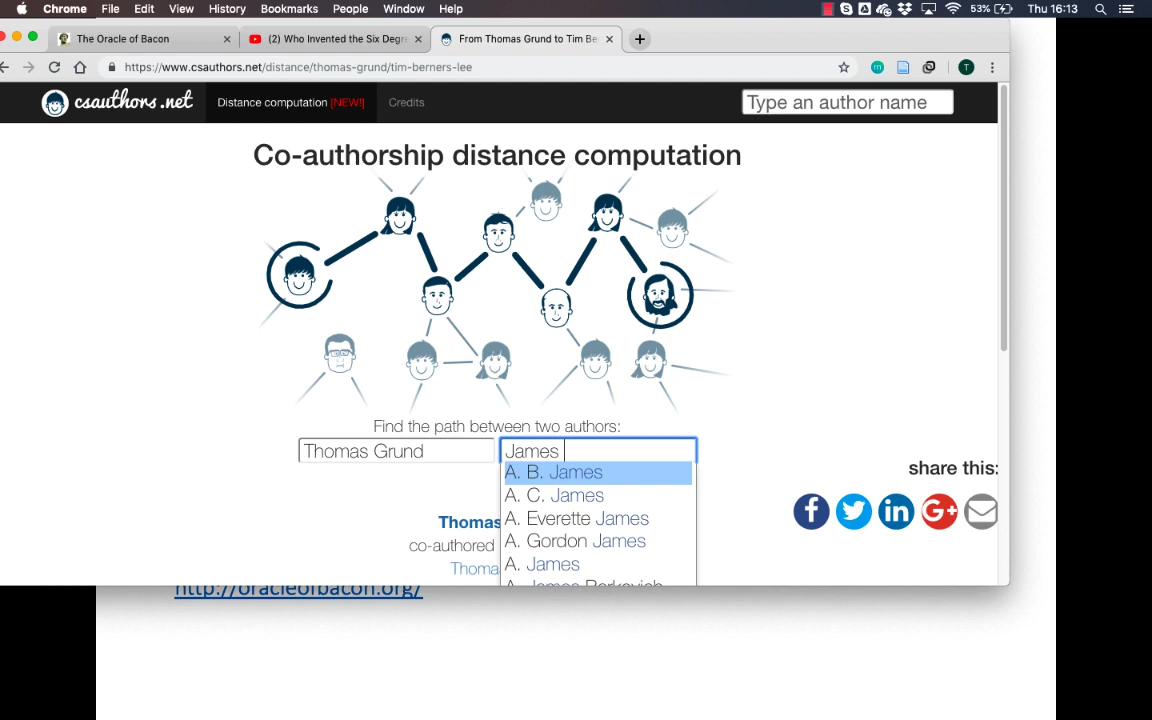 Chrome File Edit View History Bookmarks People Window Help 53% Thu 16:13
The Oracle of Bacon (2) Who Invented the Six Degre From Thomas Grund to Tim Be
https://www.csauthors.net/distance/thomas-grund/tim-berners-lee T
csauthors.net Distance computation [NEW!] Credits Type an author name
Co-authorship distance computation
Find the path between two authors:
Thomas Grund James
A. B. James
share this:
A. C. James
Thomas A. Everette James
co-authored A. Gordon James
Thoma A. James
A. James Berkovich
http://oracleofbacon.org/